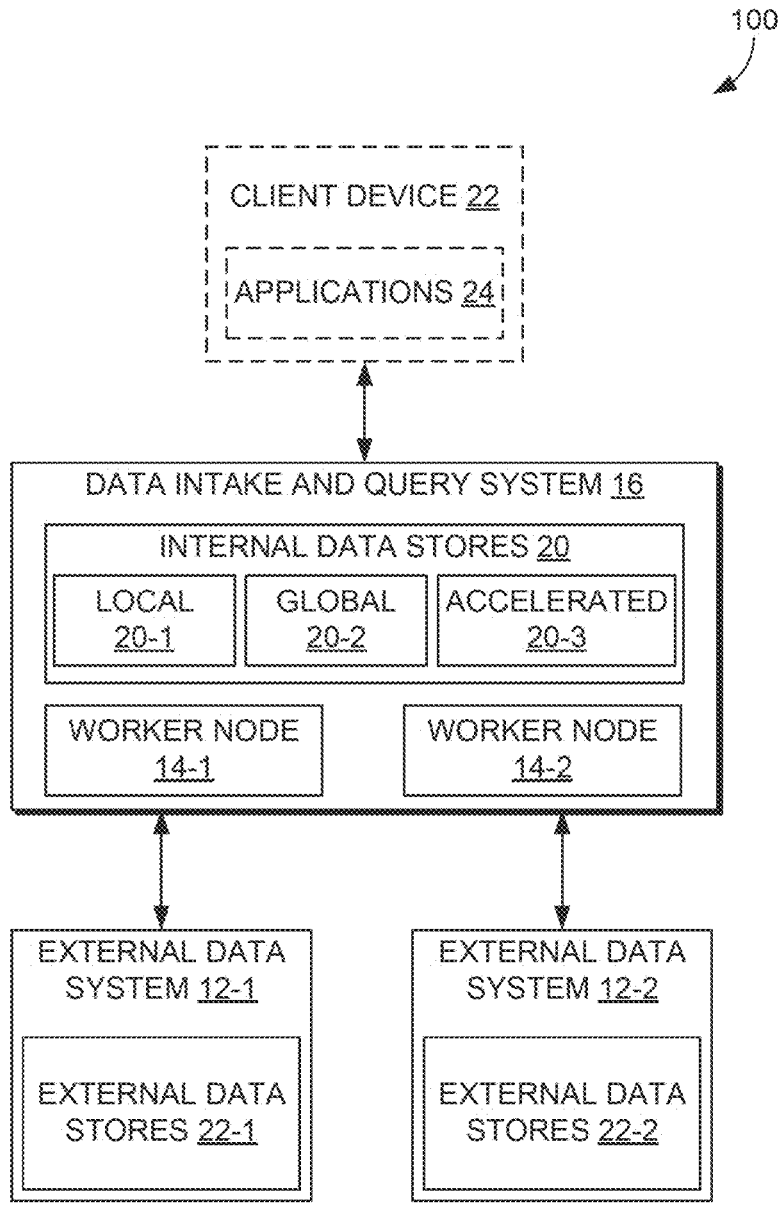 100
CLIENT DEVICE 22
APPLICATIONS 24
DATA INTAKE AND QUERY SYSTEM 16
INTERNAL DATA STORES 20
LOCAL
20-1
GLOBAL
20-2
ACCELERATED
20-3
WORKER NODE
14-1
WORKER NODE
14-2
EXTERNAL DATA
SYSTEM 12-1
EXTERNAL DATA
STORES 22-1
EXTERNAL DATA
SYSTEM 12-2
EXTERNAL DATA
STORES 22-2